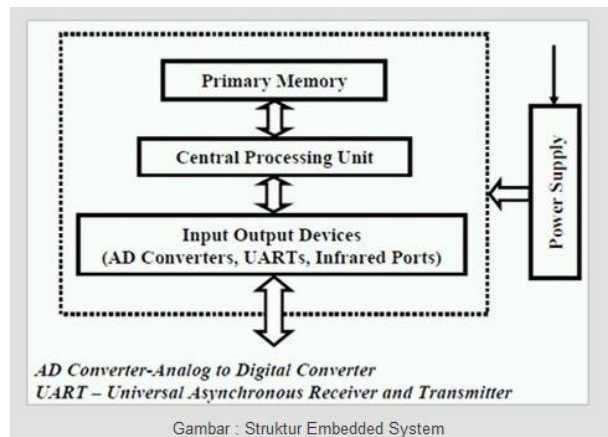 Primary Memory
Central Processing Unit
Input Output Devices
(AD Converters, UARTs, Infrared Ports)
Power Supply
AD Converter-Analog to Digital Converter
UART – Universal Asynchronous Receiver and Transmitter
Gambar : Struktur Embedded System